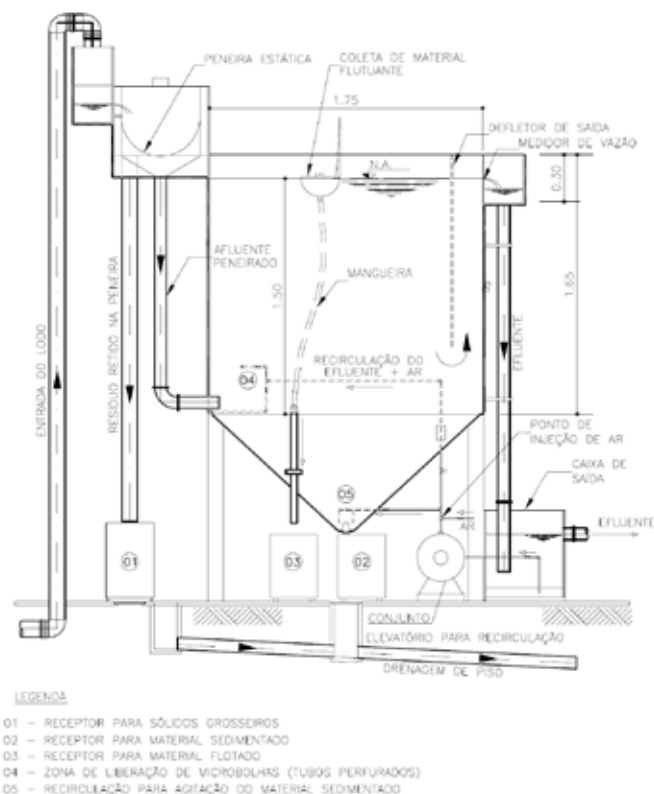 PENEIRA ESTÁTICA
COLETA DE MATERIAL
FLUTUANTE
1.75
DEFLETOR DE SAÍDA
MEDIDOR DE VAZÃO
N.A.
0.30
AFLUENTE
PENEIRADO
1.50
MANGUEIRA
1.65
ENTRADA DO LODO
RESÍDUO RETIDO NA PENEIRA
EFLUENTE
RECIRCULAÇÃO DO
EFLUENTE + AR
04
PONTO DE
INJEÇÃO DE AR
05
CAIXA DE
SAÍDA
AR
EFLUENTE
01
03
02
CONJUNTO
ELEVATÓRIO PARA RECIRCULAÇÃO
DRENAGEM DE PISO
LEGENDA
01 – RECEPTOR PARA SÓLIDOS GROSSEIROS
02 – RECEPTOR PARA MATERIAL SEDIMENTADO
03 – RECEPTOR PARA MATERIAL FLOTADO
04 – ZONA DE LIBERAÇÃO DE MICROBOLHAS (TUBOS PERFURADOS)
05 – RECIRCULAÇÃO PARA AGITAÇÃO DO MATERIAL SEDIMENTADO